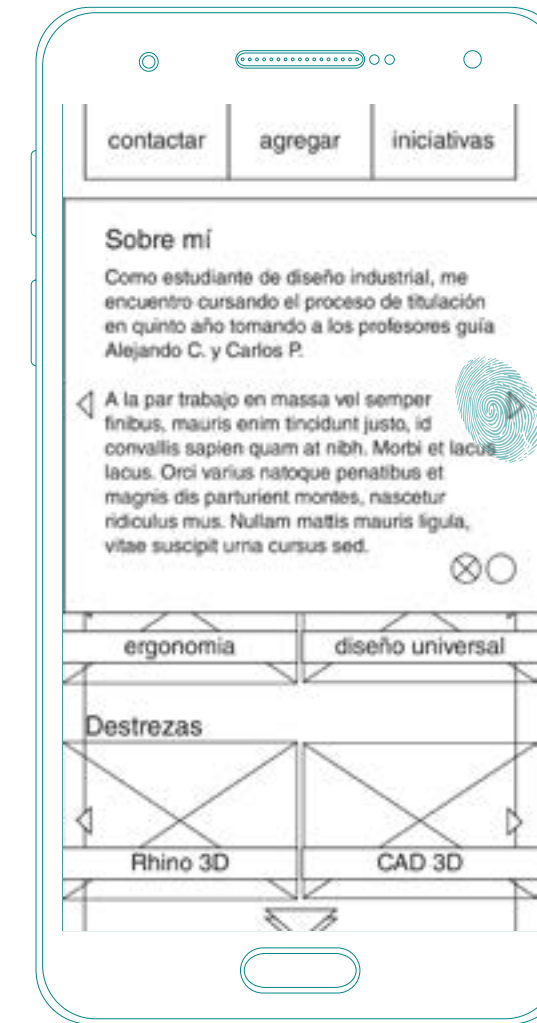 contactar agregar iniciativas
Sobre mí
Como estudiante de diseño industrial, me
encuentro cursando el proceso de titulación
en quinto año tomando a los profesores guía
Alejando C. y Carlos P.
A la par trabajo en massa vel semper
finibus, mauris enim tincidunt justo, id
convallis sapien quam at nibh. Morbi et lacus
lacus. Orci varius natoque penatibus et
magnis dis parturient montes, nascetur
ridiculus mus. Nullam mattis mauris ligula,
vitae suscipit urna cursus sed.
ergonomia diseño universal
Destrezas
Rhino 3D CAD 3D